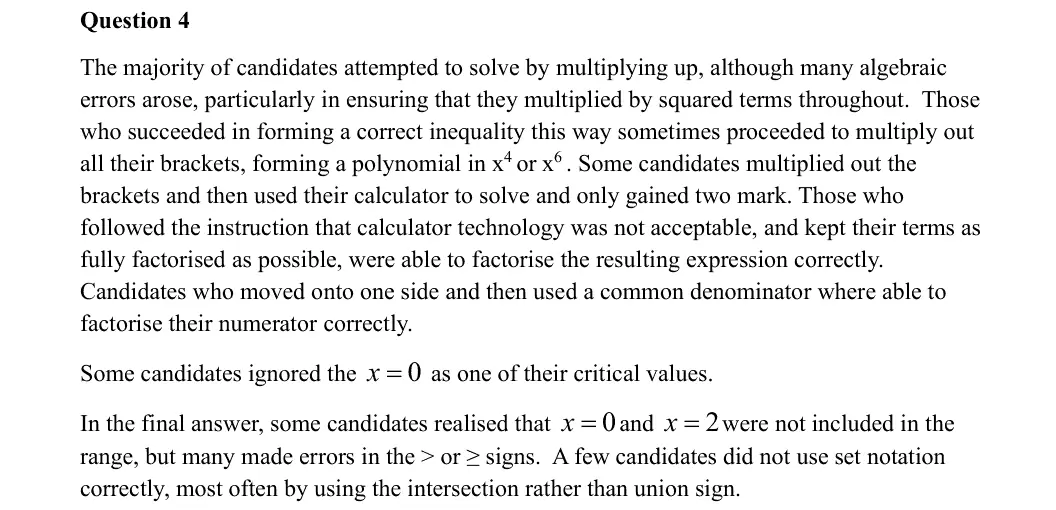 Question 4
The majority of candidates attempted to solve by multiplying up, although many algebraic
errors arose, particularly in ensuring that they multiplied by squared terms throughout.  Those
who succeeded in forming a correct inequality this way sometimes proceeded to multiply out
all their brackets, forming a polynomial in x⁴ or x⁶ . Some candidates multiplied out the
brackets and then used their calculator to solve and only gained two mark. Those who
followed the instruction that calculator technology was not acceptable, and kept their terms as
fully factorised as possible, were able to factorise the resulting expression correctly.
Candidates who moved onto one side and then used a common denominator where able to
factorise their numerator correctly.
Some candidates ignored the x = 0 as one of their critical values.
In the final answer, some candidates realised that x = 0 and x = 2 were not included in the
range, but many made errors in the > or ≥ signs.  A few candidates did not use set notation
correctly, most often by using the intersection rather than union sign.